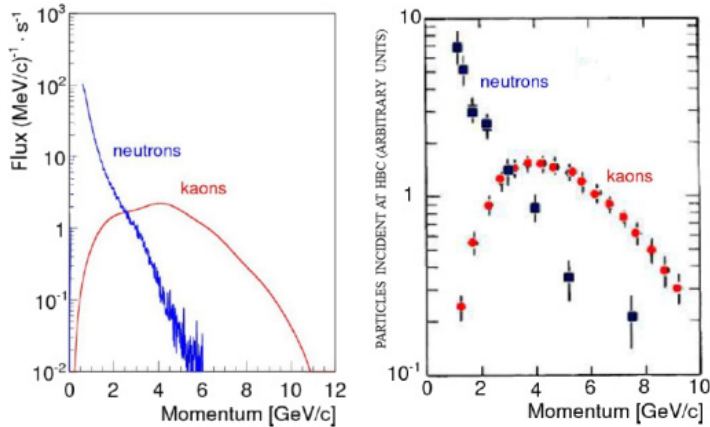 Flux (MeV/c)⁻¹ · s⁻¹
10³
10²
10
1
10⁻¹
10⁻²
neutrons
kaons
0 2 4 6 8 10 12
Momentum [GeV/c]
PARTICLES INCIDENT AT HBC (ARBITRARY UNITS)
10
1
10⁻¹
neutrons
kaons
0 2 4 6 8 10
Momentum [GeV/c]